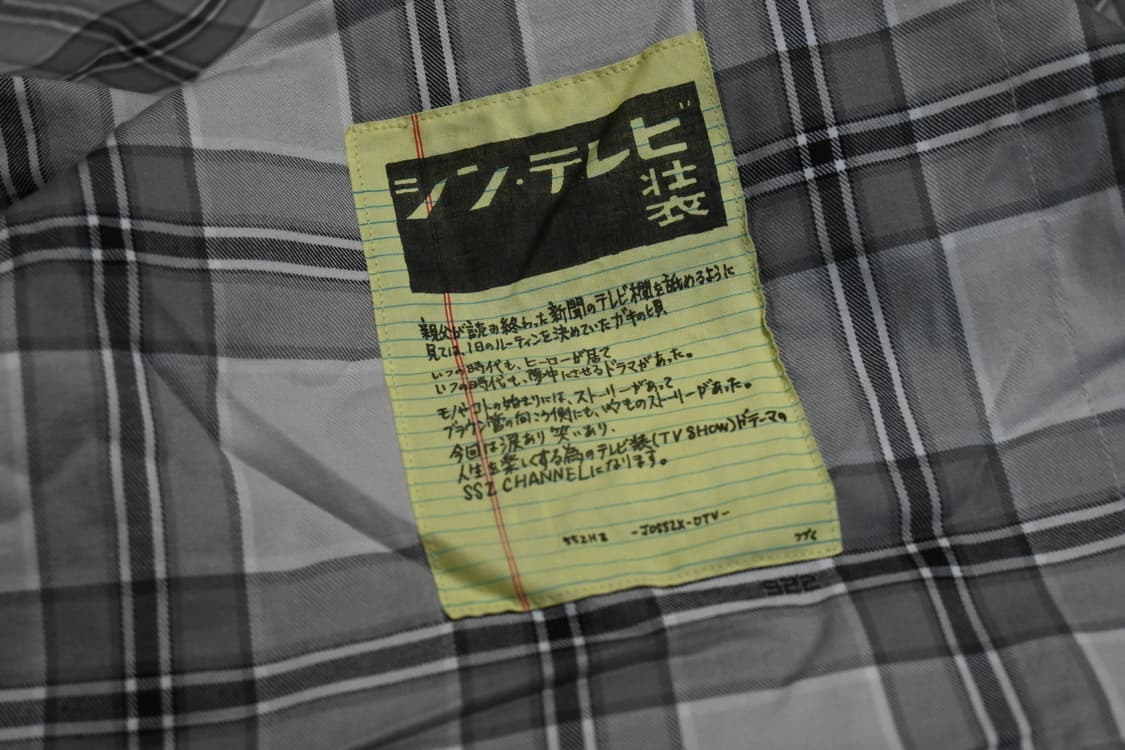 シン・テレビ
装
親父が読み終わった新聞のテレビ欄を舐めるように
見ては、1日のルーティンを決めていたガキの頃
いつの時代も、ヒーローが居て
いつの時代も、夢中にさせるドラマがあった。
モノやコトの始まりには、ストーリーがあって
ブラウン管の向こう側にも、いつものストーリーがあった。
今回は涙あり笑いあり、
人生を楽しくする為のテレビ装(TV SHOW)がテーマの
SSZ CHANNELになります。
-JOSSZX-DTV-